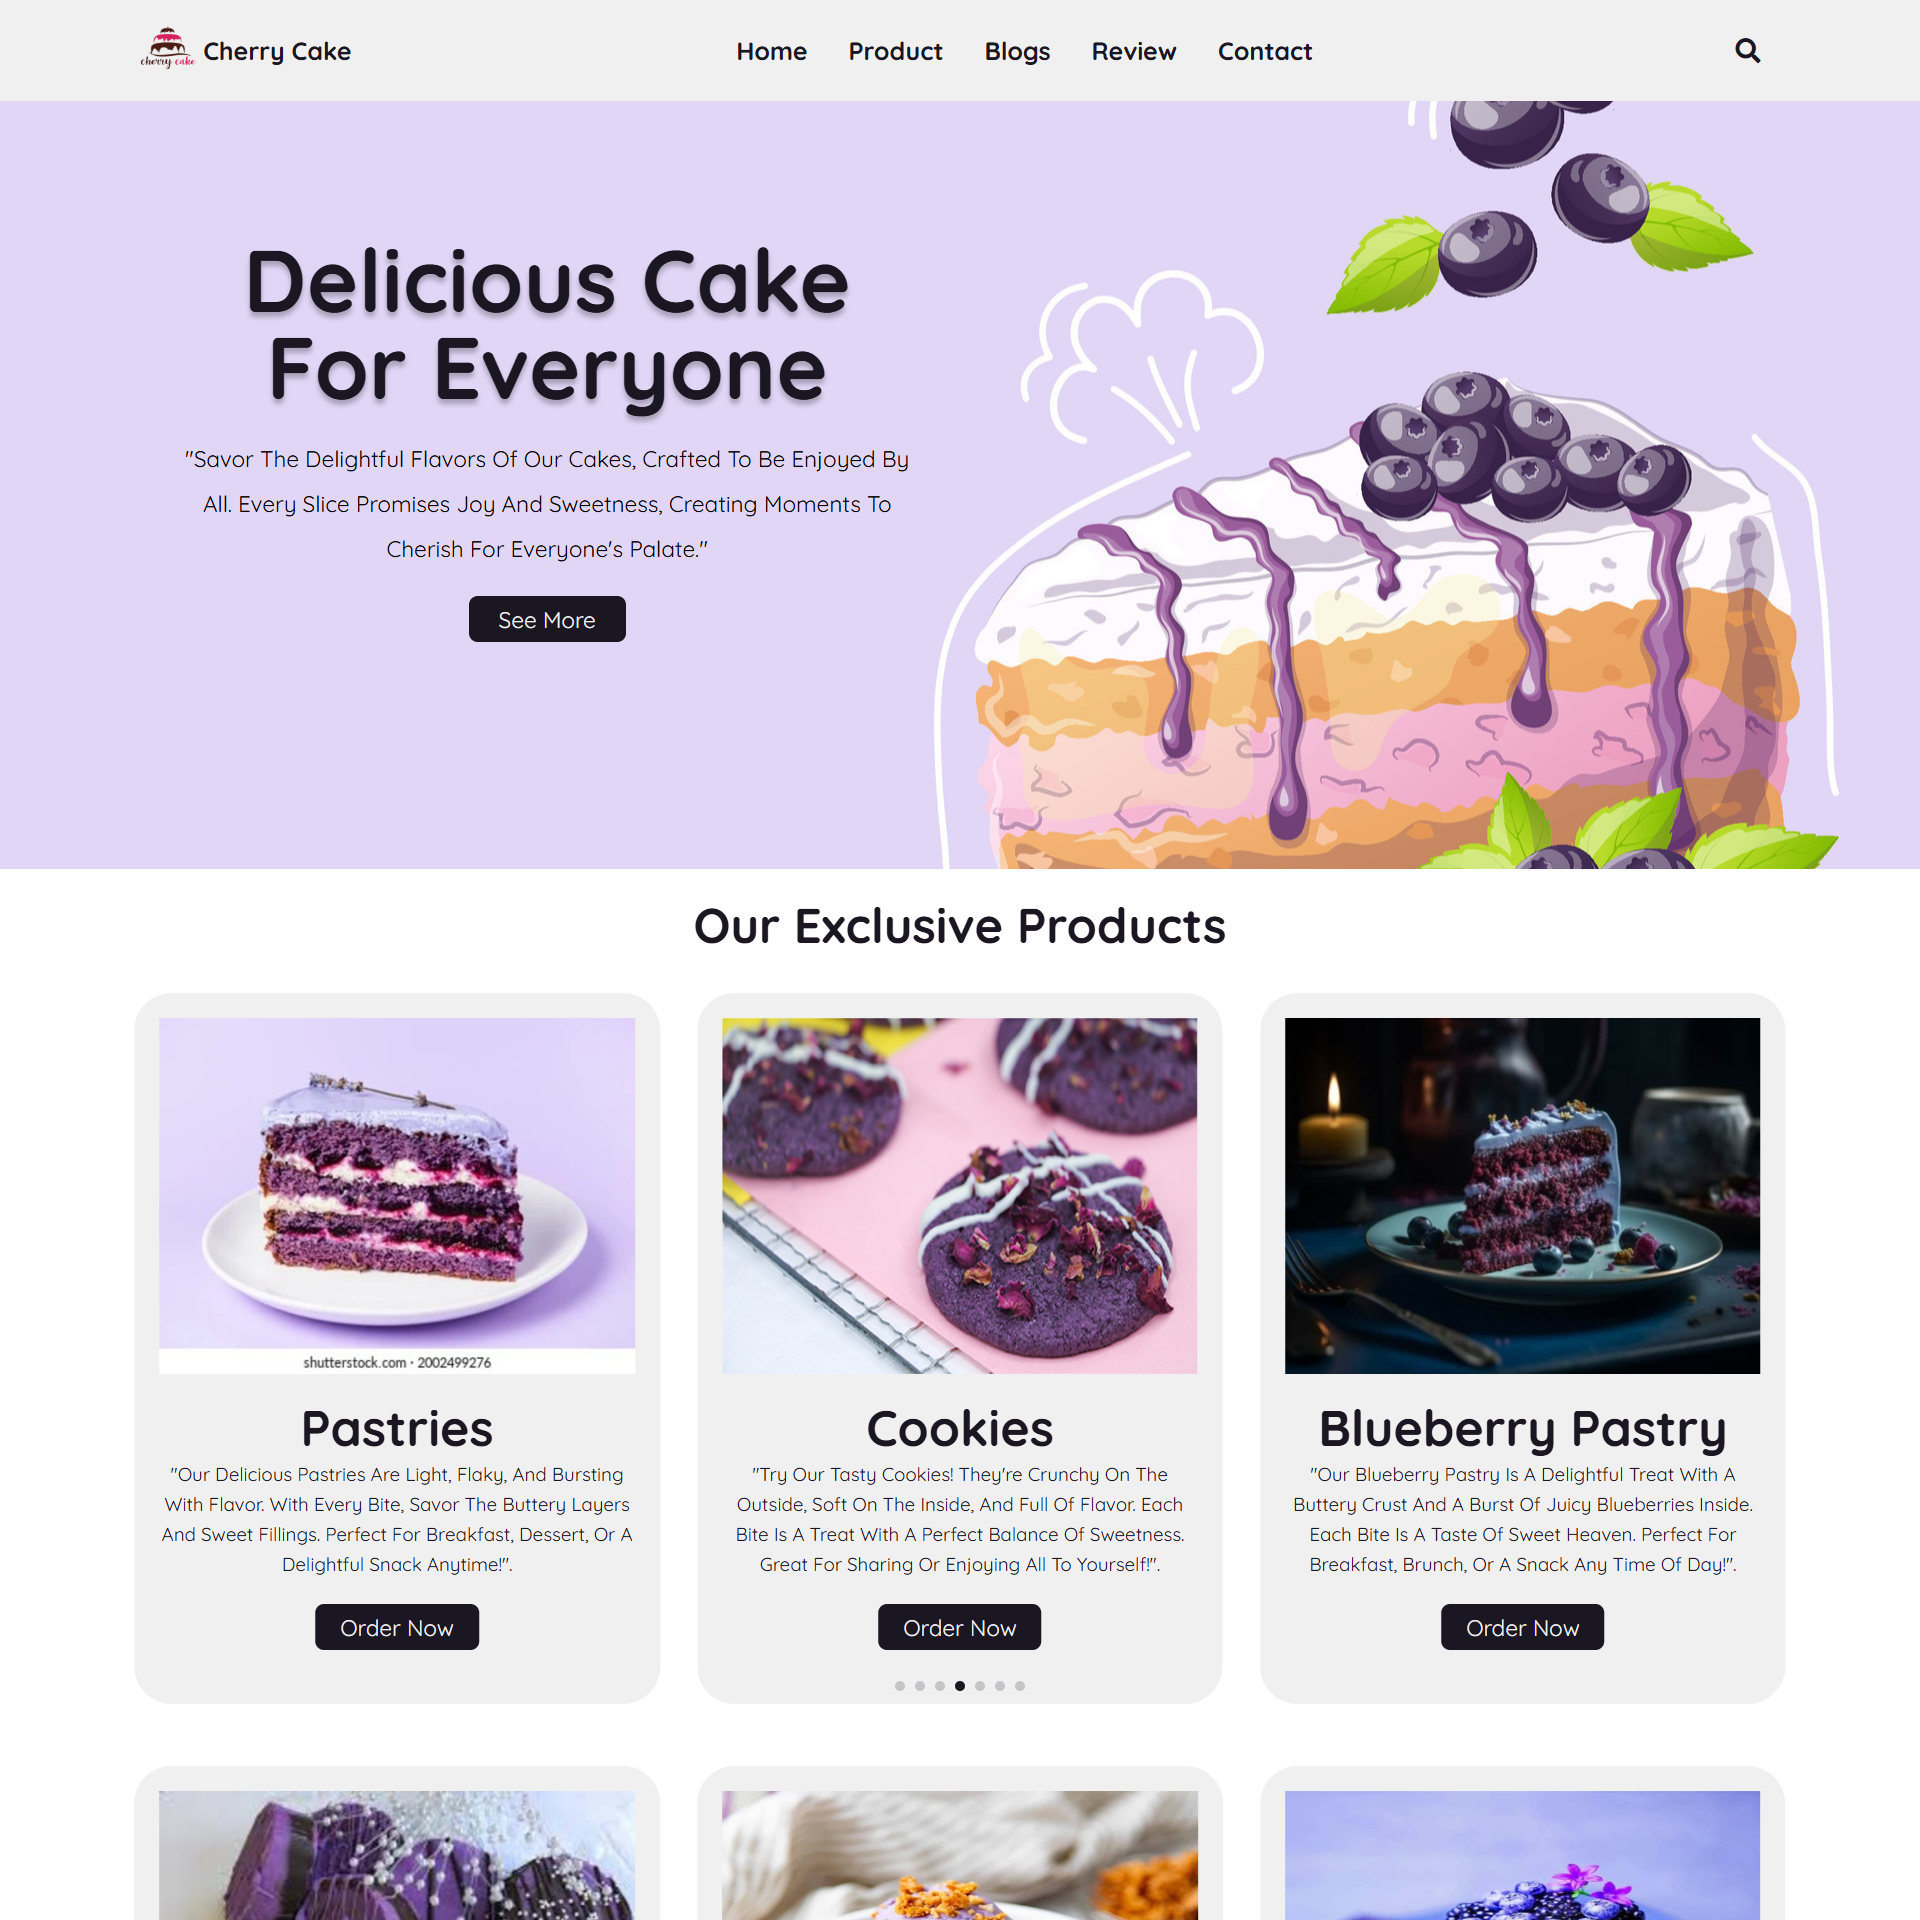 cherry cake
Cherry Cake
Home Product Blogs Review Contact
Delicious Cake
For Everyone
"Savor The Delightful Flavors Of Our Cakes, Crafted To Be Enjoyed By
All. Every Slice Promises Joy And Sweetness, Creating Moments To
Cherish For Everyone's Palate."
See More
Our Exclusive Products
shutterstock.com · 2002499276
Pastries
"Our Delicious Pastries Are Light, Flaky, And Bursting
With Flavor. With Every Bite, Savor The Buttery Layers
And Sweet Fillings. Perfect For Breakfast, Dessert, Or A
Delightful Snack Anytime!".
Order Now
Cookies
"Try Our Tasty Cookies! They're Crunchy On The
Outside, Soft On The Inside, And Full Of Flavor. Each
Bite Is A Treat With A Perfect Balance Of Sweetness.
Great For Sharing Or Enjoying All To Yourself!".
Order Now
Blueberry Pastry
"Our Blueberry Pastry Is A Delightful Treat With A
Buttery Crust And A Burst Of Juicy Blueberries Inside.
Each Bite Is A Taste Of Sweet Heaven. Perfect For
Breakfast, Brunch, Or A Snack Any Time Of Day!".
Order Now